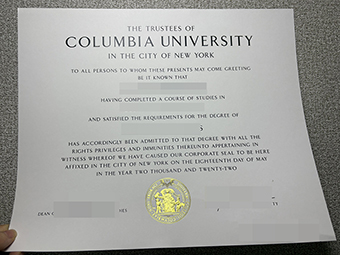 THE TRUSTEES OF
COLUMBIA UNIVERSITY
IN THE CITY OF NEW YORK
TO ALL PERSONS TO WHOM THESE PRESENTS MAY COME GREETING
BE IT KNOWN THAT
HAVING COMPLETED A COURSE OF STUDIES IN
AND SATISFIED THE REQUIREMENTS FOR THE DEGREE OF
HAS ACCORDINGLY BEEN ADMITTED TO THAT DEGREE WITH ALL THE
RIGHTS PRIVILEGES AND IMMUNITIES THEREUNTO APPERTAINING IN
WITNESS WHEREOF WE HAVE CAUSED OUR CORPORATE SEAL TO BE HERE
AFFIXED IN THE CITY OF NEW YORK ON THE EIGHTEENTH DAY OF MAY
IN THE YEAR TWO THOUSAND AND TWENTY-TWO
DEAN